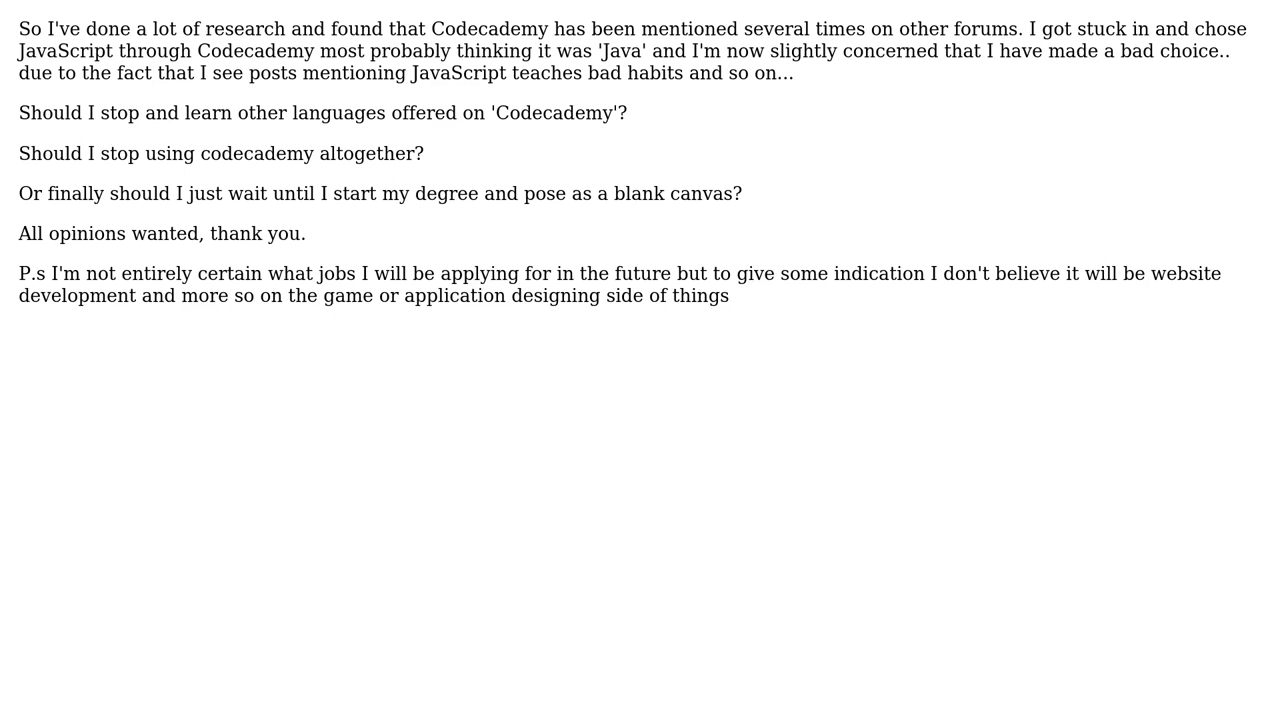 So I've done a lot of research and found that Codecademy has been mentioned several times on other forums. I got stuck in and chose
JavaScript through Codecademy most probably thinking it was 'Java' and I'm now slightly concerned that I have made a bad choice..
due to the fact that I see posts mentioning JavaScript teaches bad habits and so on...
Should I stop and learn other languages offered on 'Codecademy'?
Should I stop using codecademy altogether?
Or finally should I just wait until I start my degree and pose as a blank canvas?
All opinions wanted, thank you.
P.s I'm not entirely certain what jobs I will be applying for in the future but to give some indication I don't believe it will be website
development and more so on the game or application designing side of things